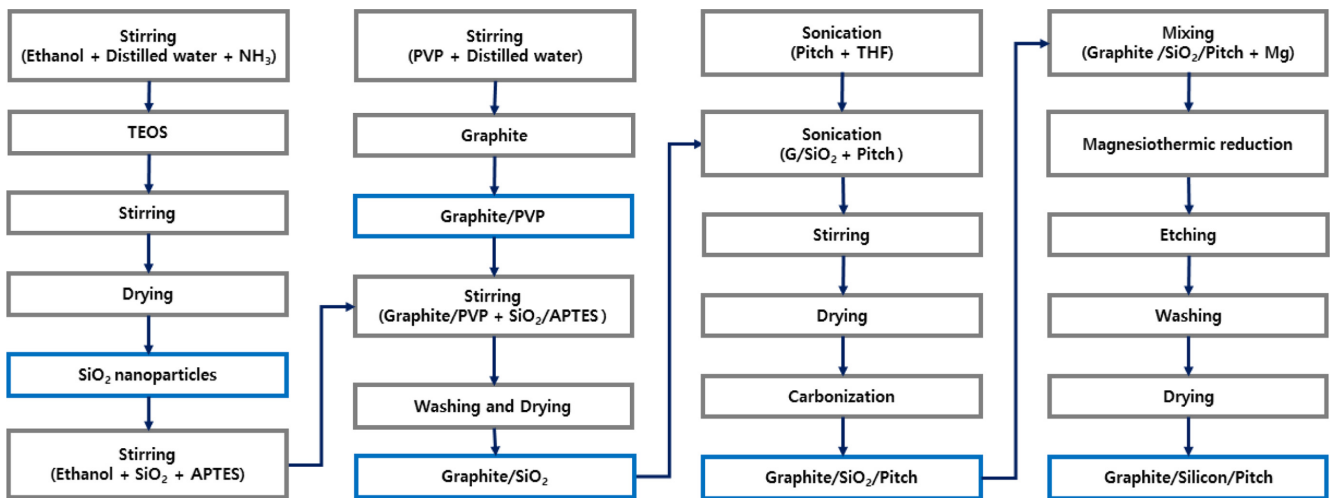 Stirring
(Ethanol + Distilled water + NH₃)
TEOS
Stirring
Drying
SiO₂ nanoparticles
Stirring
(Ethanol + SiO₂ + APTES)
Stirring
(PVP + Distilled water)
Graphite
Graphite/PVP
Stirring
(Graphite/PVP + SiO₂/APTES)
Washing and Drying
Graphite/SiO₂
Sonication
(Pitch + THF)
Sonication
(G/SiO₂ + Pitch)
Stirring
Drying
Carbonization
Graphite/SiO₂/Pitch
Mixing
(Graphite /SiO₂/Pitch + Mg)
Magnesiothermic reduction
Etching
Washing
Drying
Graphite/Silicon/Pitch